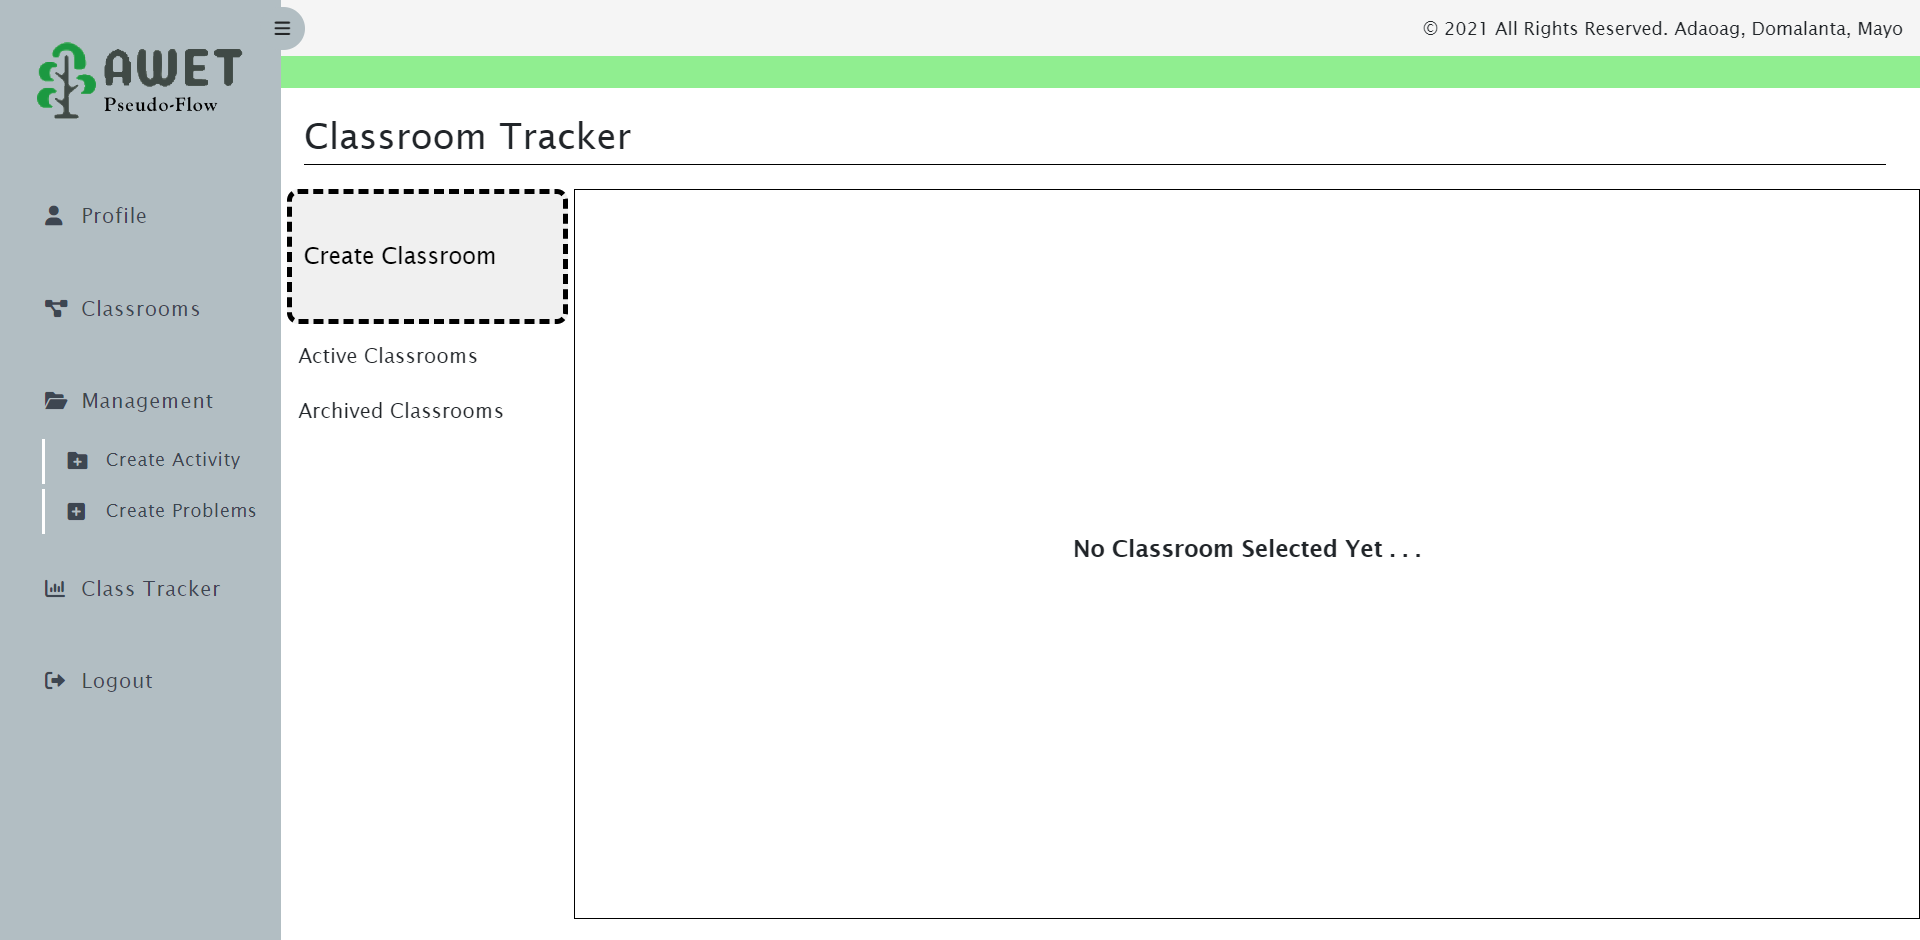 AWET
Pseudo-Flow
© 2021 All Rights Reserved. Adaoag, Domalanta, Mayo
Profile
Classrooms
Management
Create Activity
Create Problems
Class Tracker
Logout
Classroom Tracker
Create Classroom
Active Classrooms
Archived Classrooms
No Classroom Selected Yet . . .